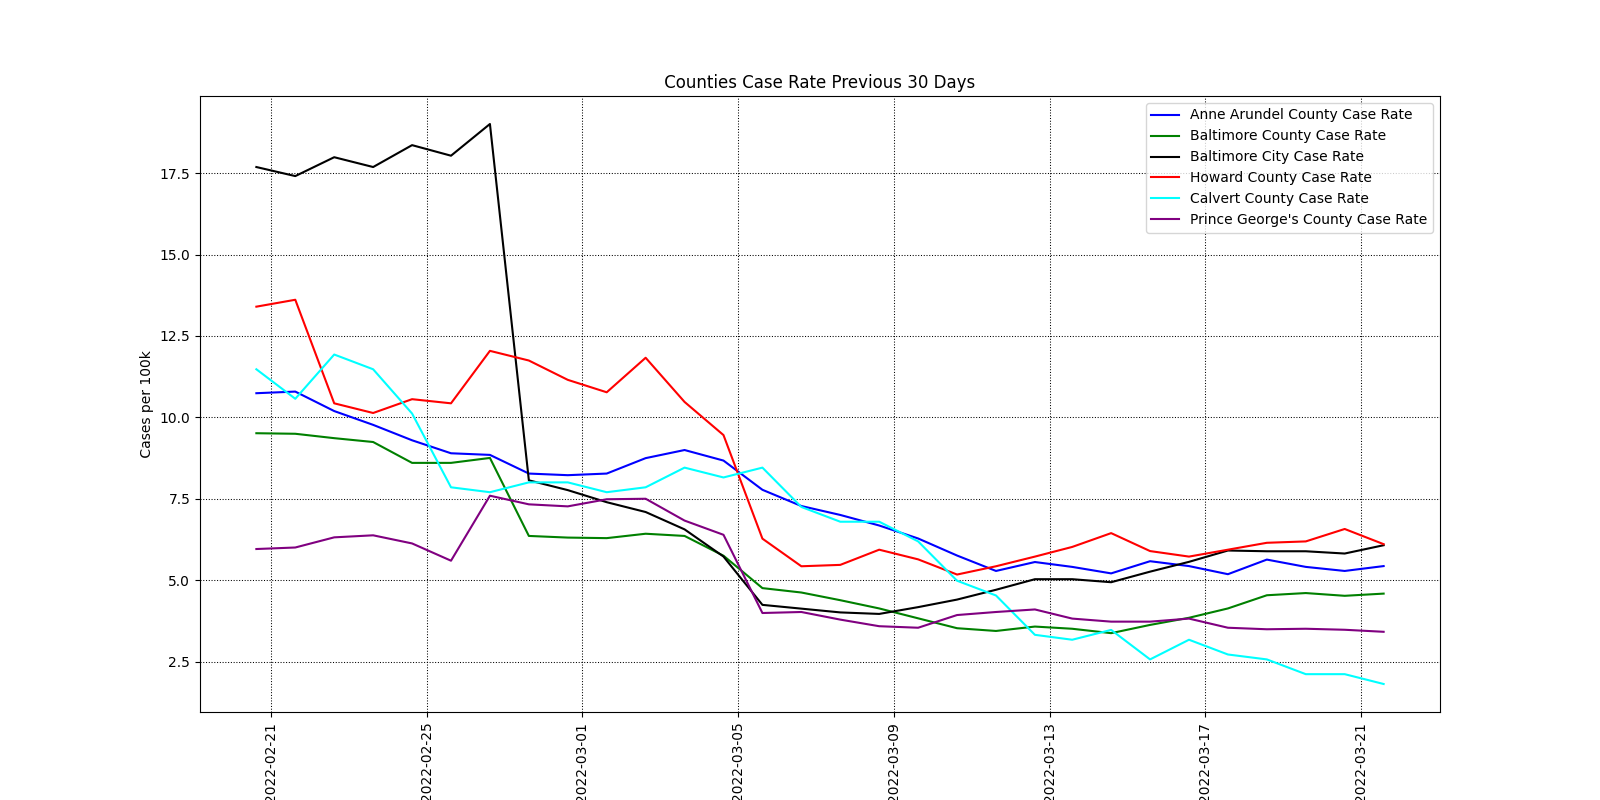 Counties Case Rate Previous 30 Days
Anne Arundel County Case Rate
Baltimore County Case Rate
Baltimore City Case Rate
Howard County Case Rate
Calvert County Case Rate
Prince George's County Case Rate
Cases per 100k
17.5
15.0
12.5
10.0
7.5
5.0
2.5
2022-02-21
2022-02-25
2022-03-01
2022-03-05
2022-03-09
2022-03-13
2022-03-17
2022-03-21